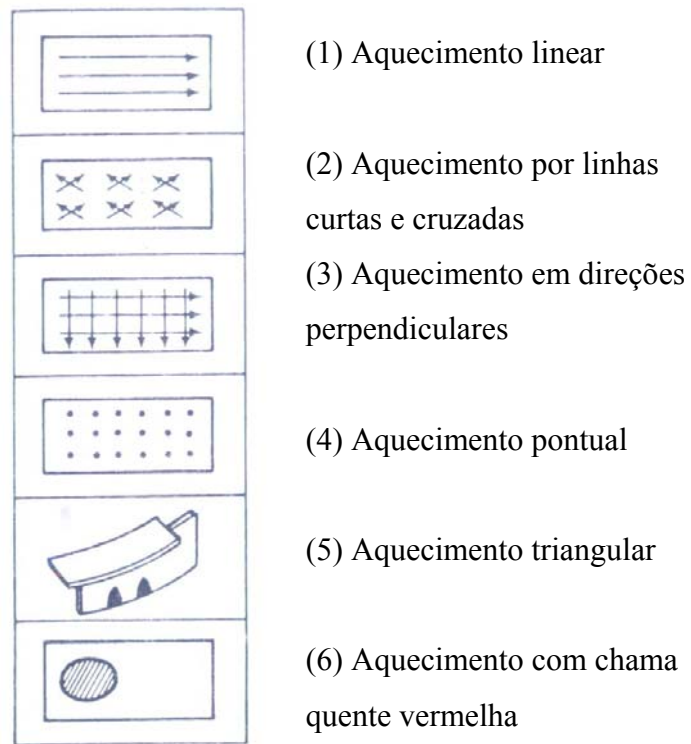 (1) Aquecimento linear
(2) Aquecimento por linhas
curtas e cruzadas
(3) Aquecimento em direções
perpendiculares
(4) Aquecimento pontual
(5) Aquecimento triangular
(6) Aquecimento com chama
quente vermelha